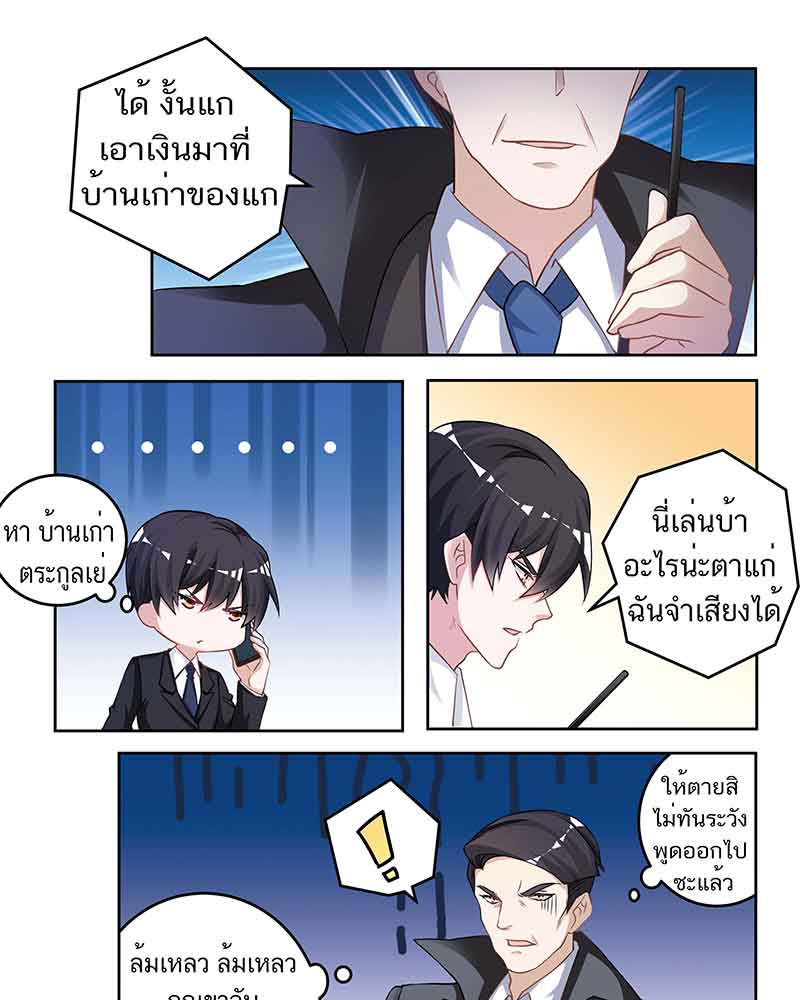 ได้ งั้นแก
เอาเงินมาที่
บ้านเก่าของแก
หา บ้านเก่า
ตระกูลเย่
นี่เล่นบ้า
อะไรน่ะตาแก่
ฉันจำเสียงได้
!
ให้ตายสิ
ไม่ทันระวัง
พูดออกไป
ซะแล้ว
ล้มเหลว ล้มเหลว